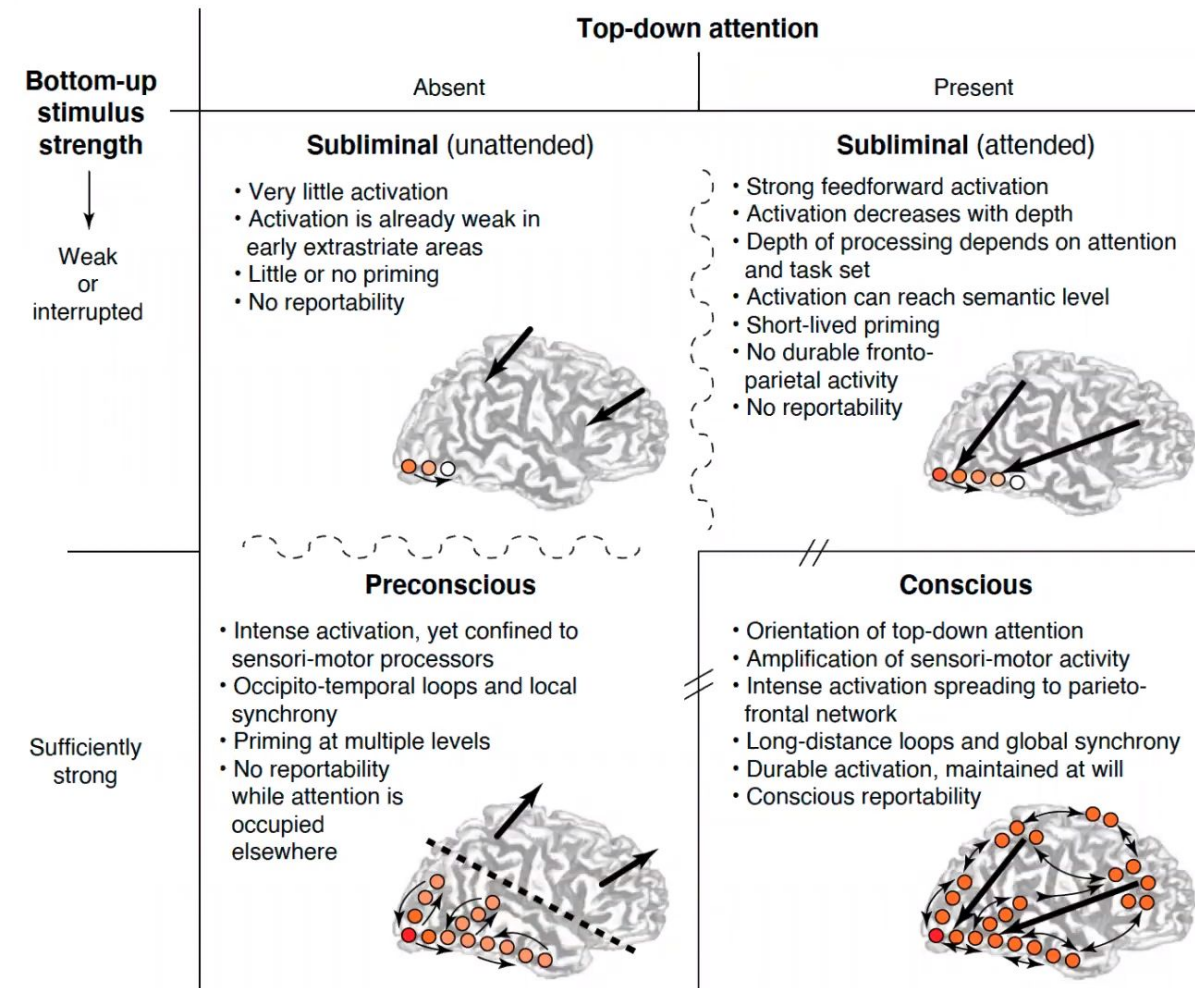 Top-down attention
Bottom-up
stimulus
strength
Absent
Present
Weak
or
interrupted
Subliminal (unattended)
• Very little activation
• Activation is already weak in
early extrastriate areas
• Little or no priming
• No reportability
Subliminal (attended)
• Strong feedforward activation
• Activation decreases with depth
• Depth of processing depends on attention
and task set
• Activation can reach semantic level
• Short-lived priming
• No durable fronto-
parietal activity
• No reportability
Sufficiently
strong
Preconscious
• Intense activation, yet confined to
sensori-motor processors
• Occipito-temporal loops and local
synchrony
• Priming at multiple levels
• No reportability
while attention is
occupied
elsewhere
Conscious
• Orientation of top-down attention
• Amplification of sensori-motor activity
• Intense activation spreading to parieto-
frontal network
• Long-distance loops and global synchrony
• Durable activation, maintained at will
• Conscious reportability